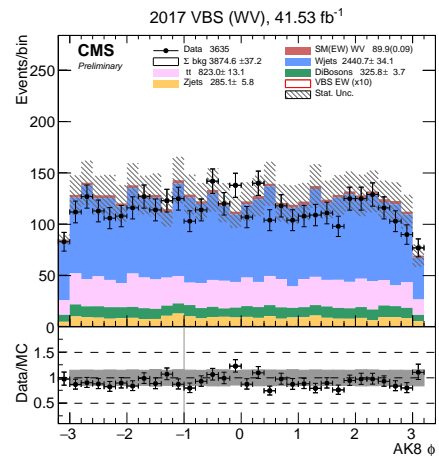 2017 VBS (WV), 41.53 fb⁻¹
Events/bin
CMS
Preliminary
Data 3635
Σ bkg 3874.6 ±37.2
tt 823.0± 13.1
Zjets 285.1± 5.8
SM(EW) WV 89.9(0.09)
Wjets 2440.7± 34.1
DiBosons 325.8± 3.7
VBS EW (×10)
Stat. Unc.
250
200
150
100
50
0
Data/MC
1.5
1
0.5
−3 −2 −1 0 1 2 3
AK8 ϕ